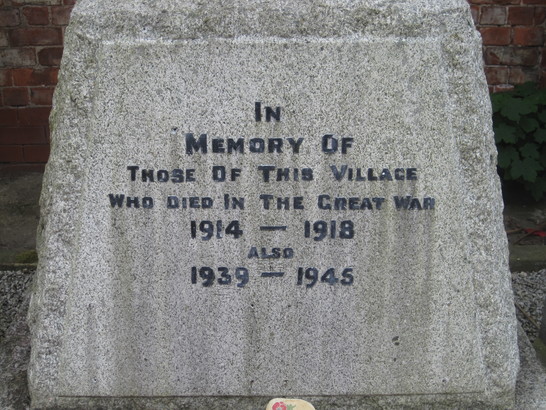 In
Memory Of
Those Of This Village
Who Died In The Great War
1914 — 1918
Also
1939 — 1945